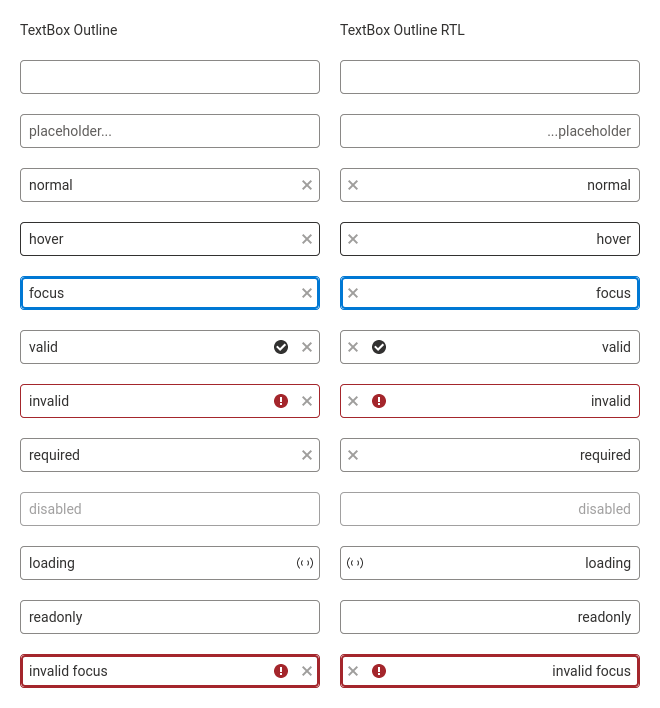 TextBox Outline
TextBox Outline RTL
placeholder...
...placeholder
normal
normal
hover
hover
focus
focus
valid
valid
invalid
invalid
required
required
disabled
disabled
loading
loading
readonly
readonly
invalid focus
invalid focus